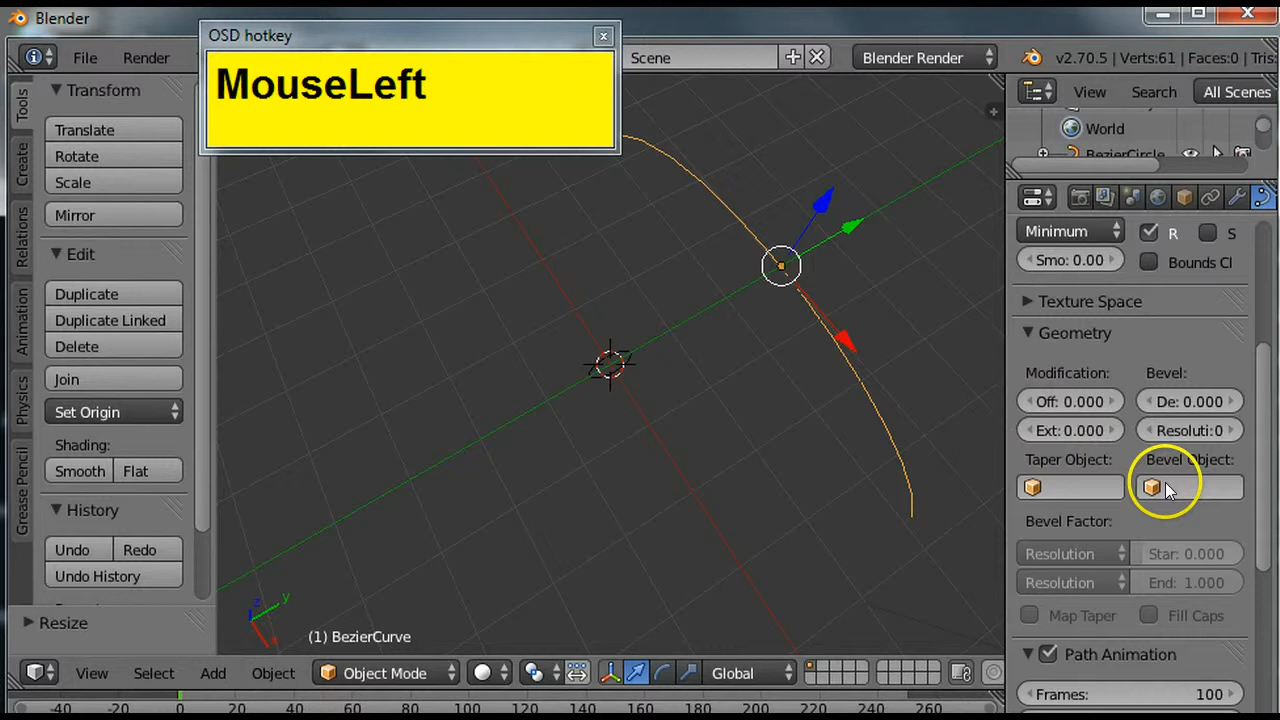 Blender
OSD hotkey
x
MouseLeft
File
Render
Scene
Blender Render
v2.70.5 | Verts:61 | Faces:0 | Tris:
View
Search
All Scenes
World
BezierCircle
Tools
Create
Relations
Animation
Physics
Grease Pencil
Transform
Translate
Rotate
Scale
Mirror
Edit
Duplicate
Duplicate Linked
Delete
Join
Set Origin
Shading:
Smooth
Flat
History
Undo
Redo
Undo History
Resize
z
y
x
(1) BezierCurve
Minimum
R
S
Smo: 0.00
Bounds Cl
Texture Space
Geometry
Modification:
Bevel:
Off: 0.000
De: 0.000
Ext: 0.000
Resoluti:0
Taper Object:
Bevel Object:
Bevel Factor:
Resolution
Star: 0.000
Resolution
End: 1.000
Map Taper
Fill Caps
Path Animation
Frames:
100
View
Select
Add
Object
Object Mode
Global
-40
-20
0
20
40
60
80
100
120
140
160
180
200
220
240
260